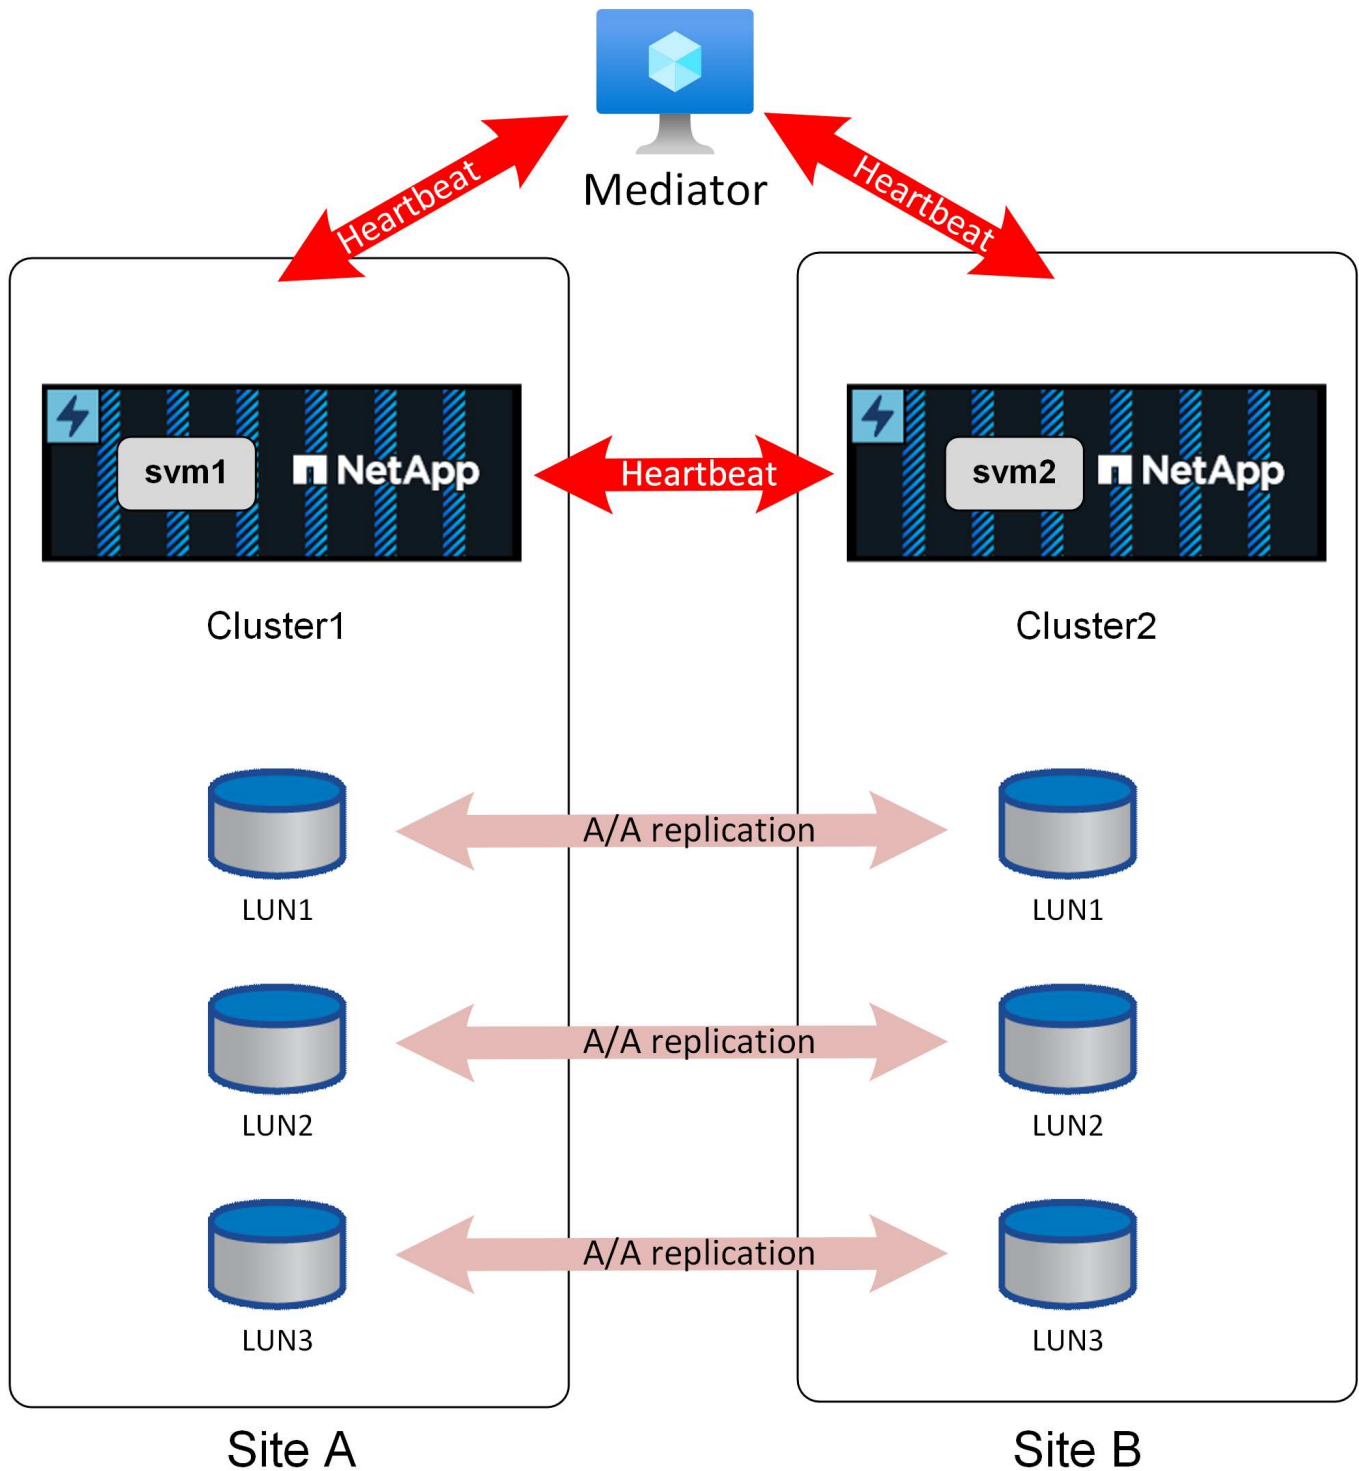 Mediator
Heartbeat
Heartbeat
svm1
NetApp
Heartbeat
svm2
NetApp
Cluster1
Cluster2
A/A replication
LUN1
LUN1
A/A replication
LUN2
LUN2
A/A replication
LUN3
LUN3
Site A
Site B